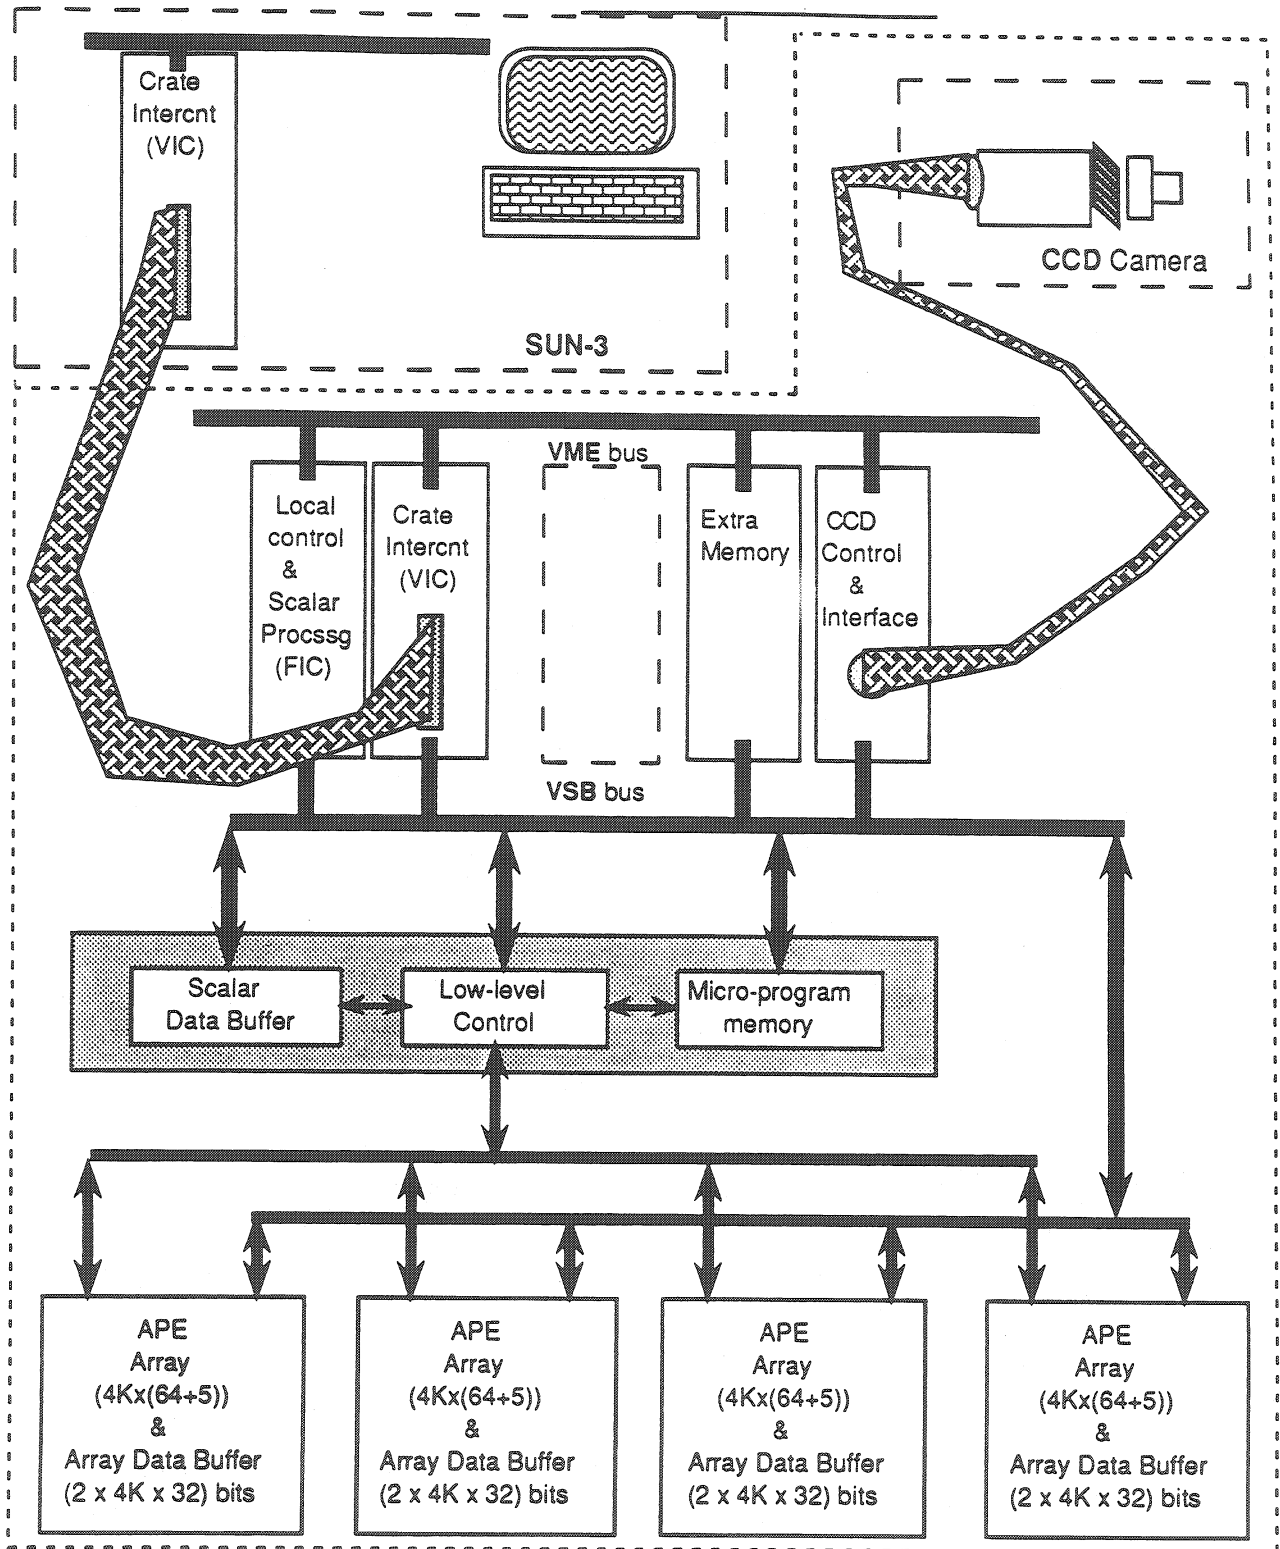 Crate
Intercnt
(VIC)
SUN-3
CCD Camera
VME bus
Local
control
&
Scalar
Procssg
(FIC)
Crate
Intercnt
(VIC)
Extra
Memory
CCD
Control
&
Interface
VSB bus
Scalar
Data Buffer
Low-level
Control
Micro-program
memory
APE
Array
(4Kx(64+5))
&
Array Data Buffer
(2 x 4K x 32) bits
APE
Array
(4Kx(64+5))
&
Array Data Buffer
(2 x 4K x 32) bits
APE
Array
(4Kx(64+5))
&
Array Data Buffer
(2 x 4K x 32) bits
APE
Array
(4Kx(64+5))
&
Array Data Buffer
(2 x 4K x 32) bits